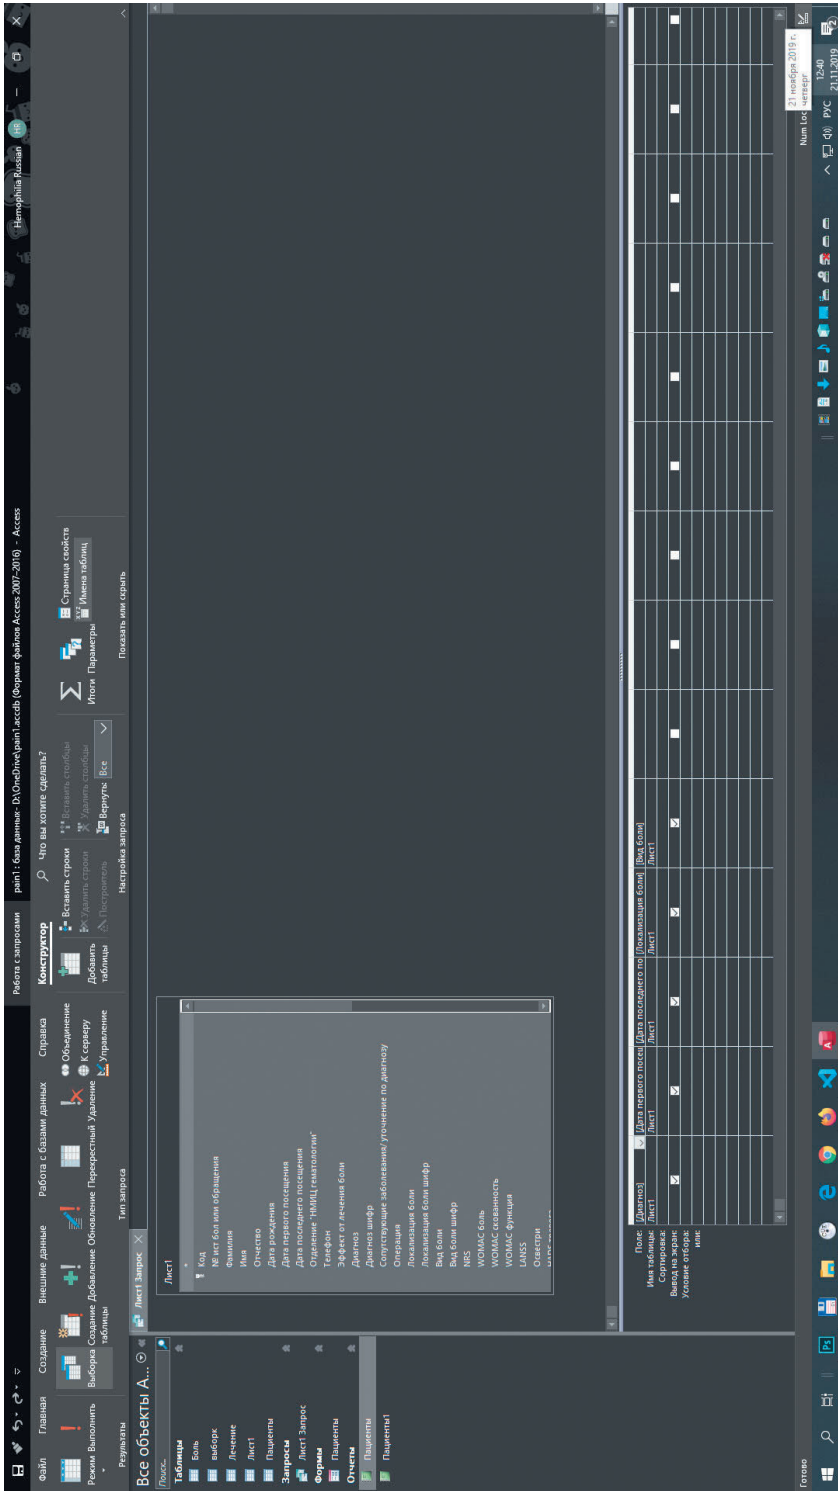 Работа с запросами
pain1 : база данных- D:\OneDrive\pain1.accdb (Формат файлов Access 2007-2016) - Access
Hemophilia Russian
HR
Файл
Главная
Создание
Внешние данные
Работа с базами данных
Справка
Конструктор
Что вы хотите сделать?
Режим
Выполнить
Выборка
Создание таблицы
Добавление
Обновление
Перекрестный
Удаление
Объединение
К серверу
Управление
Добавить таблицы
Вставить строки
Удалить строки
Построитель
Вставить столбцы
Удалить столбцы
Вернуть: Все
Итоги
Параметры
Страница свойств
Имена таблиц
Результаты
Тип запроса
Настройка запроса
Показать или скрыть
Все объекты A...
Поиск...
Таблицы
Боль
выборк
Лечение
Лист1
Пациенты
Запросы
Лист1 Запрос
Формы
Пациенты
Отчеты
Пациенты
Пациенты1
Лист1 Запрос
Лист1
*
Код
№ ист бол или обращения
Фамилия
Имя
Отчество
Дата рождения
Дата первого посещения
Дата последнего посещения
Отделение "НМИЦ гематологии"
Телефон
Эффект от лечения боли
Диагноз
Диагноз шифр
Сопутствующие заболевания/ уточнение по диагнозу
Операция
Локализация боли
Локализация боли шифр
Вид боли
Вид боли шифр
NRS
WOMAC боль
WOMAC скованность
WOMAC функция
LANSS
Освестри
Поле: [Диагноз] [Дата первого посещ [Дата последнего по [Локализация боли] [Вид боли]
Имя таблицы: Лист1 Лист1 Лист1 Лист1 Лист1
Сортировка:
Вывод на экран:
Условие отбора:
или:
21 ноября 2019 г.
четверг
Готово
Num Loc
Ps
РУС
12:40
21.11.2019
2